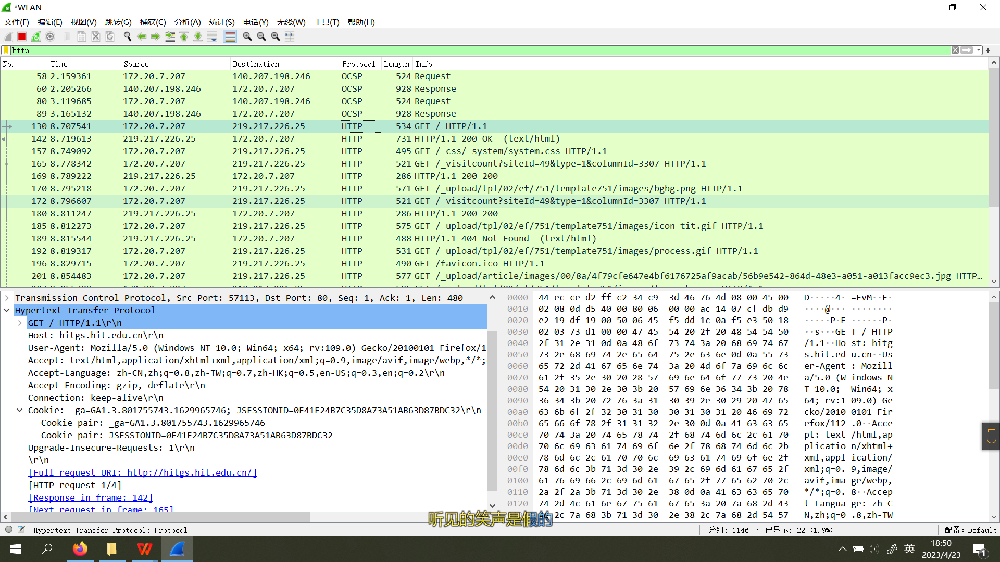 *WLAN
文件(F) 编辑(E) 视图(V) 跳转(G) 捕获(C) 分析(A) 统计(S) 电话(Y) 无线(W) 工具(T) 帮助(H)
http
No. Time Source Destination Protocol Length Info
58 2.159361 172.20.7.207 140.207.198.246 OCSP 524 Request
60 2.205266 140.207.198.246 172.20.7.207 OCSP 928 Response
80 3.119685 172.20.7.207 140.207.198.246 OCSP 524 Request
89 3.165132 140.207.198.246 172.20.7.207 OCSP 928 Response
130 8.707541 172.20.7.207 219.217.226.25 HTTP 534 GET / HTTP/1.1
142 8.719613 219.217.226.25 172.20.7.207 HTTP 731 HTTP/1.1 200 OK (text/html)
157 8.749092 172.20.7.207 219.217.226.25 HTTP 495 GET /_css/_system/system.css HTTP/1.1
165 8.778342 172.20.7.207 219.217.226.25 HTTP 521 GET /_visitcount?siteId=49&type=1&columnId=3307 HTTP/1.1
169 8.789222 219.217.226.25 172.20.7.207 HTTP 286 HTTP/1.1 200 200
170 8.795218 172.20.7.207 219.217.226.25 HTTP 571 GET /_upload/tpl/02/ef/751/template751/images/bgbg.png HTTP/1.1
172 8.796607 172.20.7.207 219.217.226.25 HTTP 521 GET /_visitcount?siteId=49&type=1&columnId=3307 HTTP/1.1
180 8.811247 219.217.226.25 172.20.7.207 HTTP 286 HTTP/1.1 200 200
185 8.812273 172.20.7.207 219.217.226.25 HTTP 575 GET /_upload/tpl/02/ef/751/template751/images/icon_tit.gif HTTP/1.1
189 8.815544 219.217.226.25 172.20.7.207 HTTP 488 HTTP/1.1 404 Not Found (text/html)
192 8.819317 172.20.7.207 219.217.226.25 HTTP 531 GET /_upload/tpl/02/ef/751/template751/images/process.gif HTTP/1.1
196 8.829715 172.20.7.207 219.217.226.25 HTTP 490 GET /favicon.ico HTTP/1.1
201 8.854483 172.20.7.207 219.217.226.25 HTTP 577 GET /_upload/article/images/00/8a/4f79cfe647e4bf6176725af9acab/56b9e542-864d-48e3-a051-a013facc9ec3.jpg HTTP…
Transmission Control Protocol, Src Port: 57113, Dst Port: 80, Seq: 1, Ack: 1, Len: 480
Hypertext Transfer Protocol
GET / HTTP/1.1\r\n
Host: hitgs.hit.edu.cn\r\n
User-Agent: Mozilla/5.0 (Windows NT 10.0; Win64; x64; rv:109.0) Gecko/20100101 Firefox/1
Accept: text/html,application/xhtml+xml,application/xml;q=0.9,image/avif,image/webp,*/*;
Accept-Language: zh-CN,zh;q=0.8,zh-TW;q=0.7,zh-HK;q=0.5,en-US;q=0.3,en;q=0.2\r\n
Accept-Encoding: gzip, deflate\r\n
Connection: keep-alive\r\n
Cookie: _ga=GA1.3.801755743.1629965746; JSESSIONID=0E41F24B7C35D8A73A51AB63D87BDC32\r\n
Cookie pair: _ga=GA1.3.801755743.1629965746
Cookie pair: JSESSIONID=0E41F24B7C35D8A73A51AB63D87BDC32
Upgrade-Insecure-Requests: 1\r\n
\r\n
[Full request URI: http://hitgs.hit.edu.cn/]
[HTTP request 1/4]
[Response in frame: 142]
[Next request in frame: 165]
0000 44 ec ce d2 ff c2 34 c9 3d 46 76 4d 08 00 45 00 D·····4· =FvM··E·
0010 02 08 0d d5 40 00 80 06 00 00 ac 14 07 cf db d9 ····@··· ········
0020 e2 19 df 19 00 50 06 45 f5 dd 1c 0a f5 e3 50 18 ·····P·E ······P·
0030 02 03 73 d1 00 00 47 45 54 20 2f 20 48 54 54 50 ··s···GE T / HTTP
0040 2f 31 2e 31 0d 0a 48 6f 73 74 3a 20 68 69 74 67 /1.1··Ho st: hitg
0050 73 2e 68 69 74 2e 65 64 75 2e 63 6e 0d 0a 55 73 s.hit.ed u.cn··Us
0060 65 72 2d 41 67 65 6e 74 3a 20 4d 6f 7a 69 6c 6c er-Agent : Mozill
0070 61 2f 35 2e 30 20 28 57 69 6e 64 6f 77 73 20 4e a/5.0 (W indows N
0080 54 20 31 30 2e 30 3b 20 57 69 6e 36 34 3b 20 78 T 10.0; Win64; x
0090 36 34 3b 20 72 76 3a 31 30 39 2e 30 29 20 47 65 64; rv:1 09.0) Ge
00a0 63 6b 6f 2f 32 30 31 30 30 31 30 31 20 46 69 72 cko/2010 0101 Fir
00b0 65 66 6f 78 2f 31 31 32 2e 30 0d 0a 41 63 63 65 efox/112 .0··Acce
00c0 70 74 3a 20 74 65 78 74 2f 68 74 6d 6c 2c 61 70 pt: text /html,ap
00d0 70 6c 69 63 61 74 69 6f 6e 2f 78 68 74 6d 6c 2b plicatio n/xhtml+
00e0 78 6d 6c 2c 61 70 70 6c 69 63 61 74 69 6f 6e 2f xml,appl ication/
00f0 78 6d 6c 3b 71 3d 30 2e 39 2c 69 6d 61 67 65 2f xml;q=0. 9,image/
0100 61 76 69 66 2c 69 6d 61 67 65 2f 77 65 62 70 2c avif,ima ge/webp,
0110 2a 2f 2a 3b 71 3d 30 2e 38 0d 0a 41 63 63 65 70 */*;q=0. 8··Accep
0120 74 2d 4c 61 6e 67 75 61 67 65 3a 20 7a 68 2d 43 t-Langua ge: zh-C
2c 7a 68 3b 71 3d 30 2e 38 2c 7a 68 2d 54 57 N,zh;q=0 .8,zh-TW
听见的笑声是假的
Hypertext Transfer Protocol: Protocol 分组: 1146 · 已显示: 22 (1.9%) 配置: Default
英 18:50
2023/4/23
1